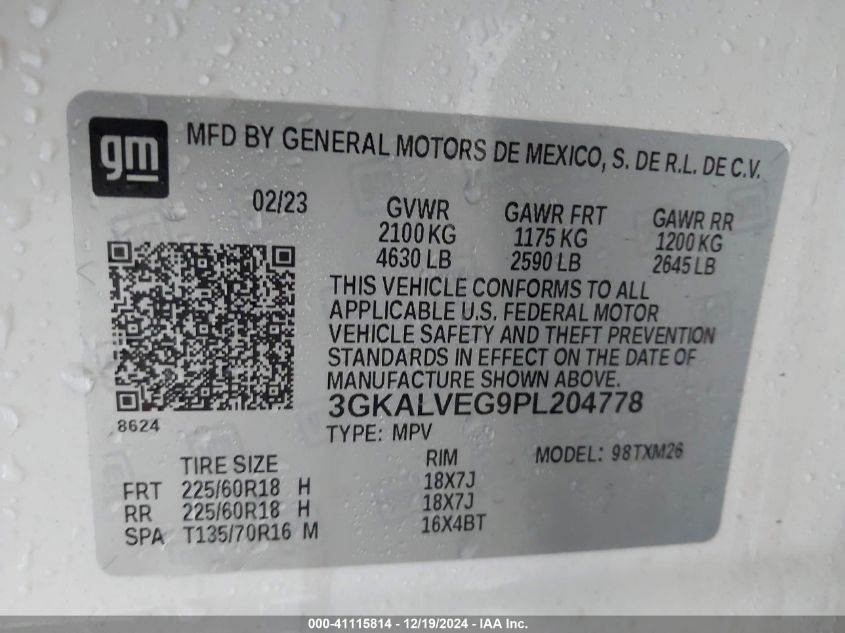 gm MFD BY GENERAL MOTORS DE MEXICO, S. DE R.L. DE C.V.
02/23 GVWR GAWR FRT GAWR RR
2100 KG 1175 KG 1200 KG
4630 LB 2590 LB 2645 LB
THIS VEHICLE CONFORMS TO ALL
APPLICABLE U.S. FEDERAL MOTOR
VEHICLE SAFETY AND THEFT PREVENTION
STANDARDS IN EFFECT ON THE DATE OF
MANUFACTURE SHOWN ABOVE.
3GKALVEG9PL204778
8624
TYPE: MPV MODEL: 98TXM26
TIRE SIZE RIM
FRT 225/60R18 H 18X7J
RR 225/60R18 H 18X7J
SPA T135/70R16 M 16X4BT
000-41115814 - 12/19/2024 - IAA Inc.